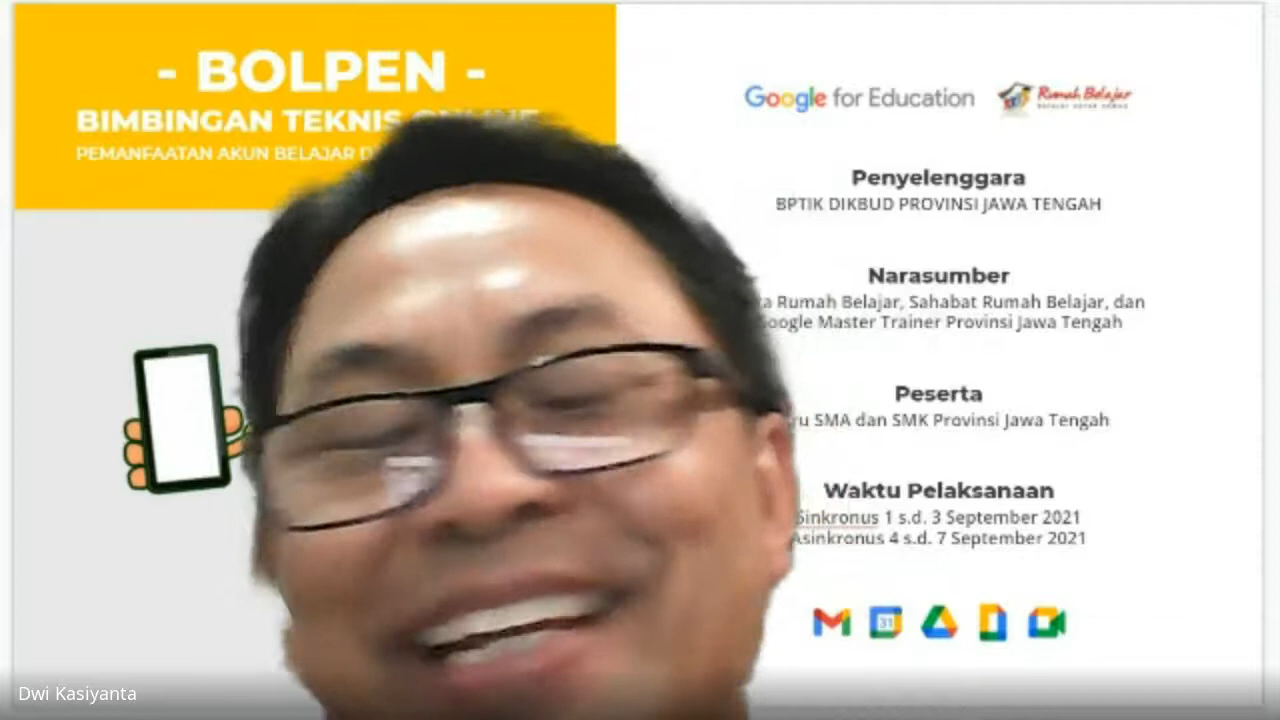 - BOLPEN -
BIMBINGAN TEKNIS
PEMANFAATAN AKUN BELAJAR
Google for Education
Rumah Belajar
Penyelenggara
BPTIK DIKBUD PROVINSI JAWA TENGAH
Narasumber
Rumah Belajar, Sahabat Rumah Belajar, dan
Google Master Trainer Provinsi Jawa Tengah
Peserta
SMA dan SMK Provinsi Jawa Tengah
Waktu Pelaksanaan
Sinkronus 1 s.d. 3 September 2021
Asinkronus 4 s.d. 7 September 2021
31
Dwi Kasiyanta